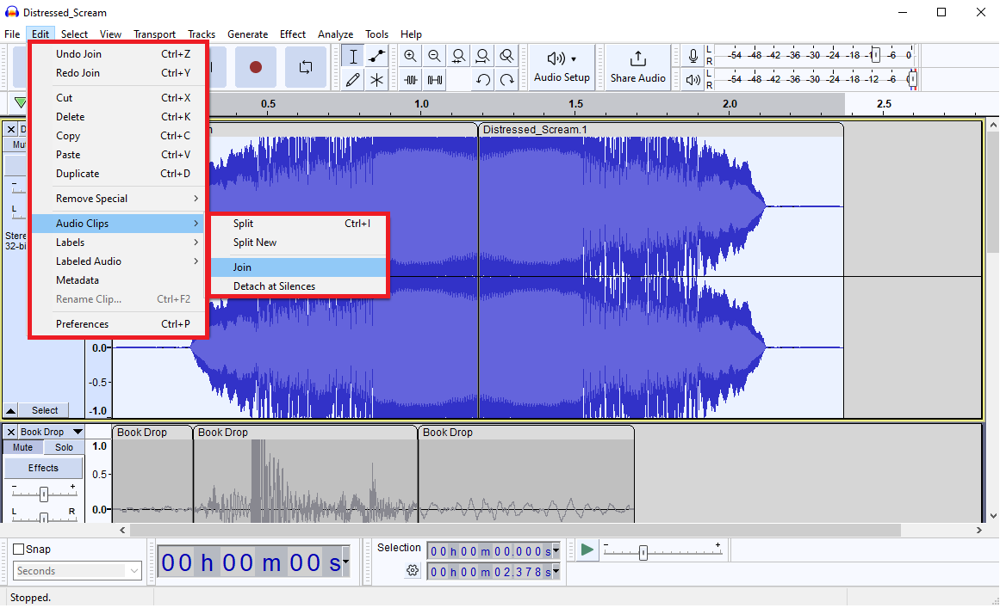 Distressed_Scream
File Edit Select View Transport Tracks Generate Effect Analyze Tools Help
Undo Join Ctrl+Z
Redo Join Ctrl+Y
Cut Ctrl+X
Delete Ctrl+K
Copy Ctrl+C
Paste Ctrl+V
Duplicate Ctrl+D
Remove Special
Audio Clips
Labels
Labeled Audio
Metadata
Rename Clip... Ctrl+F2
Preferences Ctrl+P
Split Ctrl+I
Split New
Join
Detach at Silences
Audio Setup
Share Audio
L
R
-54 -48 -42 -36 -30 -24 -18 -6 0
L
R
-54 -48 -42 -36 -30 -24 -18 -12 -6 0
0.5 1.0 1.5 2.0 2.5
Distressed_Scream.1
L
0.0
-0.5
-1.0
Select
Book Drop
Book Drop Book Drop Book Drop
Mute Solo
Effects
- +
L R
1.0
0.5
0.0
Snap
Seconds
00 h 00 m 00 s
Selection
00 h 00 m 00.000 s
00 h 00 m 02.378 s
- +
Stopped.